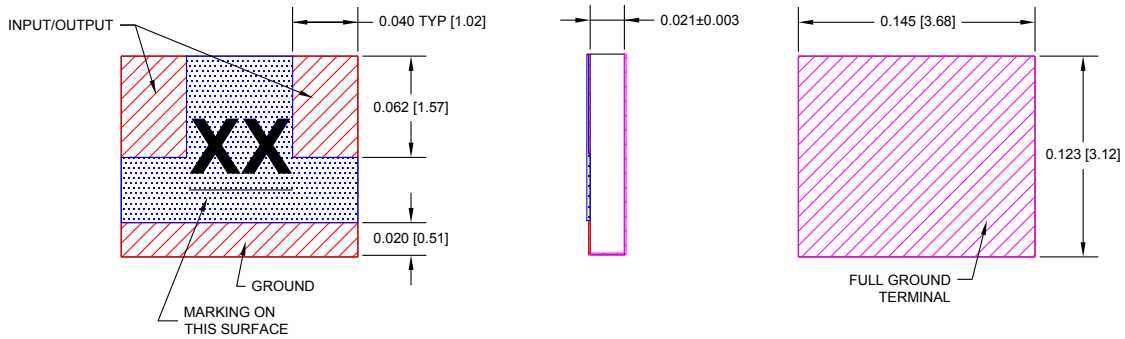 INPUT/OUTPUT
0.040 TYP [1.02]
0.062 [1.57]
XX
0.020 [0.51]
GROUND
MARKING ON
THIS SURFACE
0.021±0.003
0.145 [3.68]
0.123 [3.12]
FULL GROUND
TERMINAL